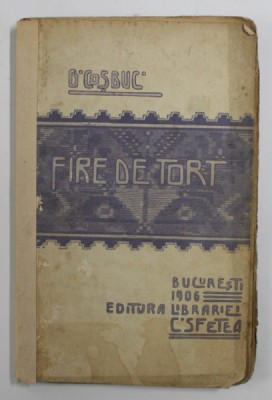 G. COŞBUC.
FIRE DE TORT
BUCUREŞTI
1906
EDITURA LIBRARIEI
C. SFETEA